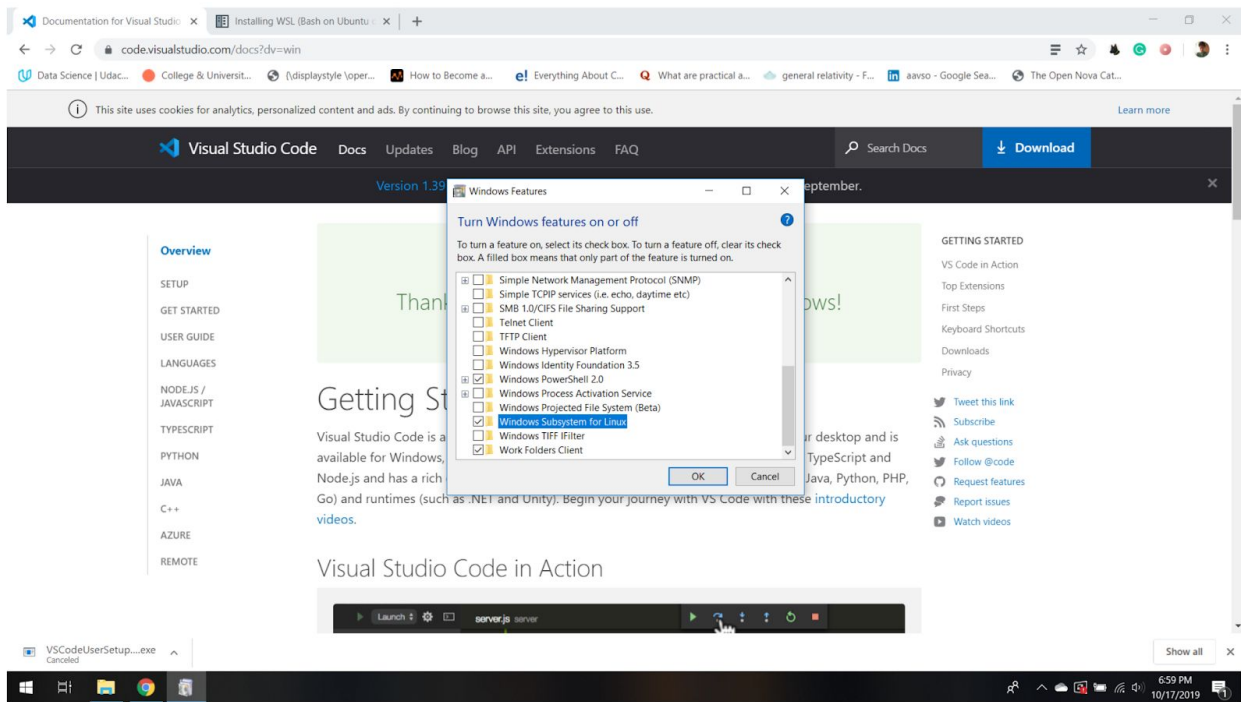 Documentation for Visual Studio
Installing WSL (Bash on Ubuntu
code.visualstudio.com/docs?dv=win
Data Science | Udac... College & Universit... (\displaystyle \oper... How to Become a... Everything About C... What are practical a... general relativity - F... aavso - Google Sea... The Open Nova Cat...
This site uses cookies for analytics, personalized content and ads. By continuing to browse this site, you agree to this use. Learn more
Visual Studio Code Docs Updates Blog API Extensions FAQ Search Docs Download
Version 1.39 eptember.
Windows Features
Turn Windows features on or off
To turn a feature on, select its check box. To turn a feature off, clear its check
box. A filled box means that only part of the feature is turned on.
Simple Network Management Protocol (SNMP)
Simple TCPIP services (i.e. echo, daytime etc)
SMB 1.0/CIFS File Sharing Support
Telnet Client
TFTP Client
Windows Hypervisor Platform
Windows Identity Foundation 3.5
Windows PowerShell 2.0
Windows Process Activation Service
Windows Projected File System (Beta)
Windows Subsystem for Linux
Windows TIFF IFilter
Work Folders Client
OK Cancel
Overview
SETUP
GET STARTED
USER GUIDE
LANGUAGES
NODE.JS /
JAVASCRIPT
TYPESCRIPT
PYTHON
JAVA
C++
AZURE
REMOTE
Thank ows!
Getting St
Visual Studio Code is a ur desktop and is
available for Windows, TypeScript and
Node.js and has a rich Java, Python, PHP,
Go) and runtimes (such as .NET and Unity). Begin your journey with VS Code with these introductory
videos.
Visual Studio Code in Action
Launch server.js server
GETTING STARTED
VS Code in Action
Top Extensions
First Steps
Keyboard Shortcuts
Downloads
Privacy
Tweet this link
Subscribe
Ask questions
Follow @code
Request features
Report issues
Watch videos
VSCodeUserSetup....exe
Canceled
Show all
6:59 PM
10/17/2019
1